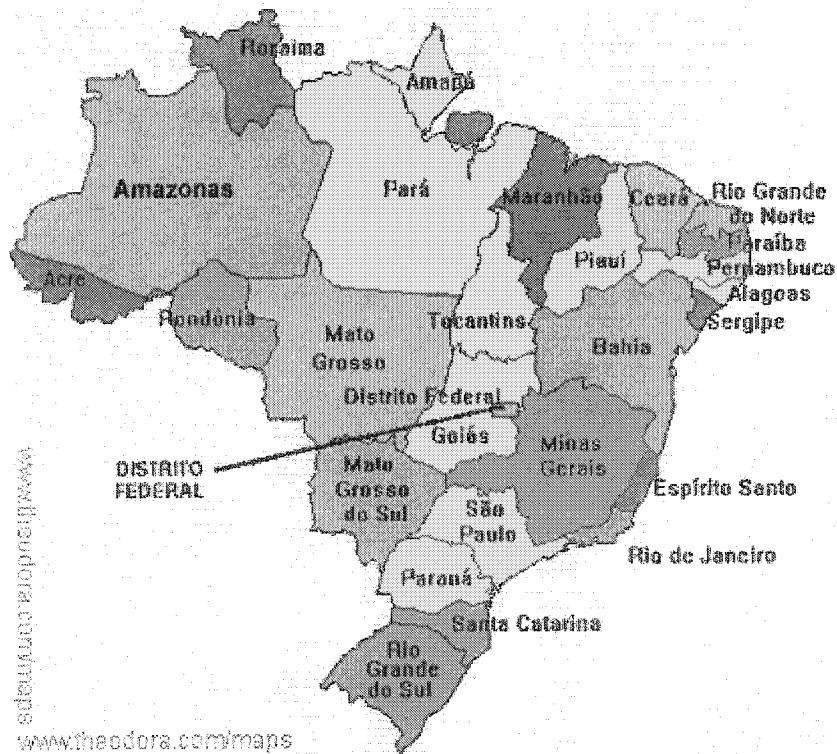 Roraima
Amapá
Amazonas
Pará
Maranhão
Ceará
Rio Grande
do Norte
Paraíba
Piauí
Pernambuco
Acre
Alagoas
Rondônia
Tocantins
Sergipe
Mato
Grosso
Bahia
Distrito Federal
Goiás
Minas
Gerais
DISTRITO
FEDERAL
Mato
Grosso
do Sul
Espírito Santo
São
Paulo
Rio de Janeiro
Paraná
Santa Catarina
Rio
Grande
do Sul
www.theodora.com/maps
www.theodora.com/maps